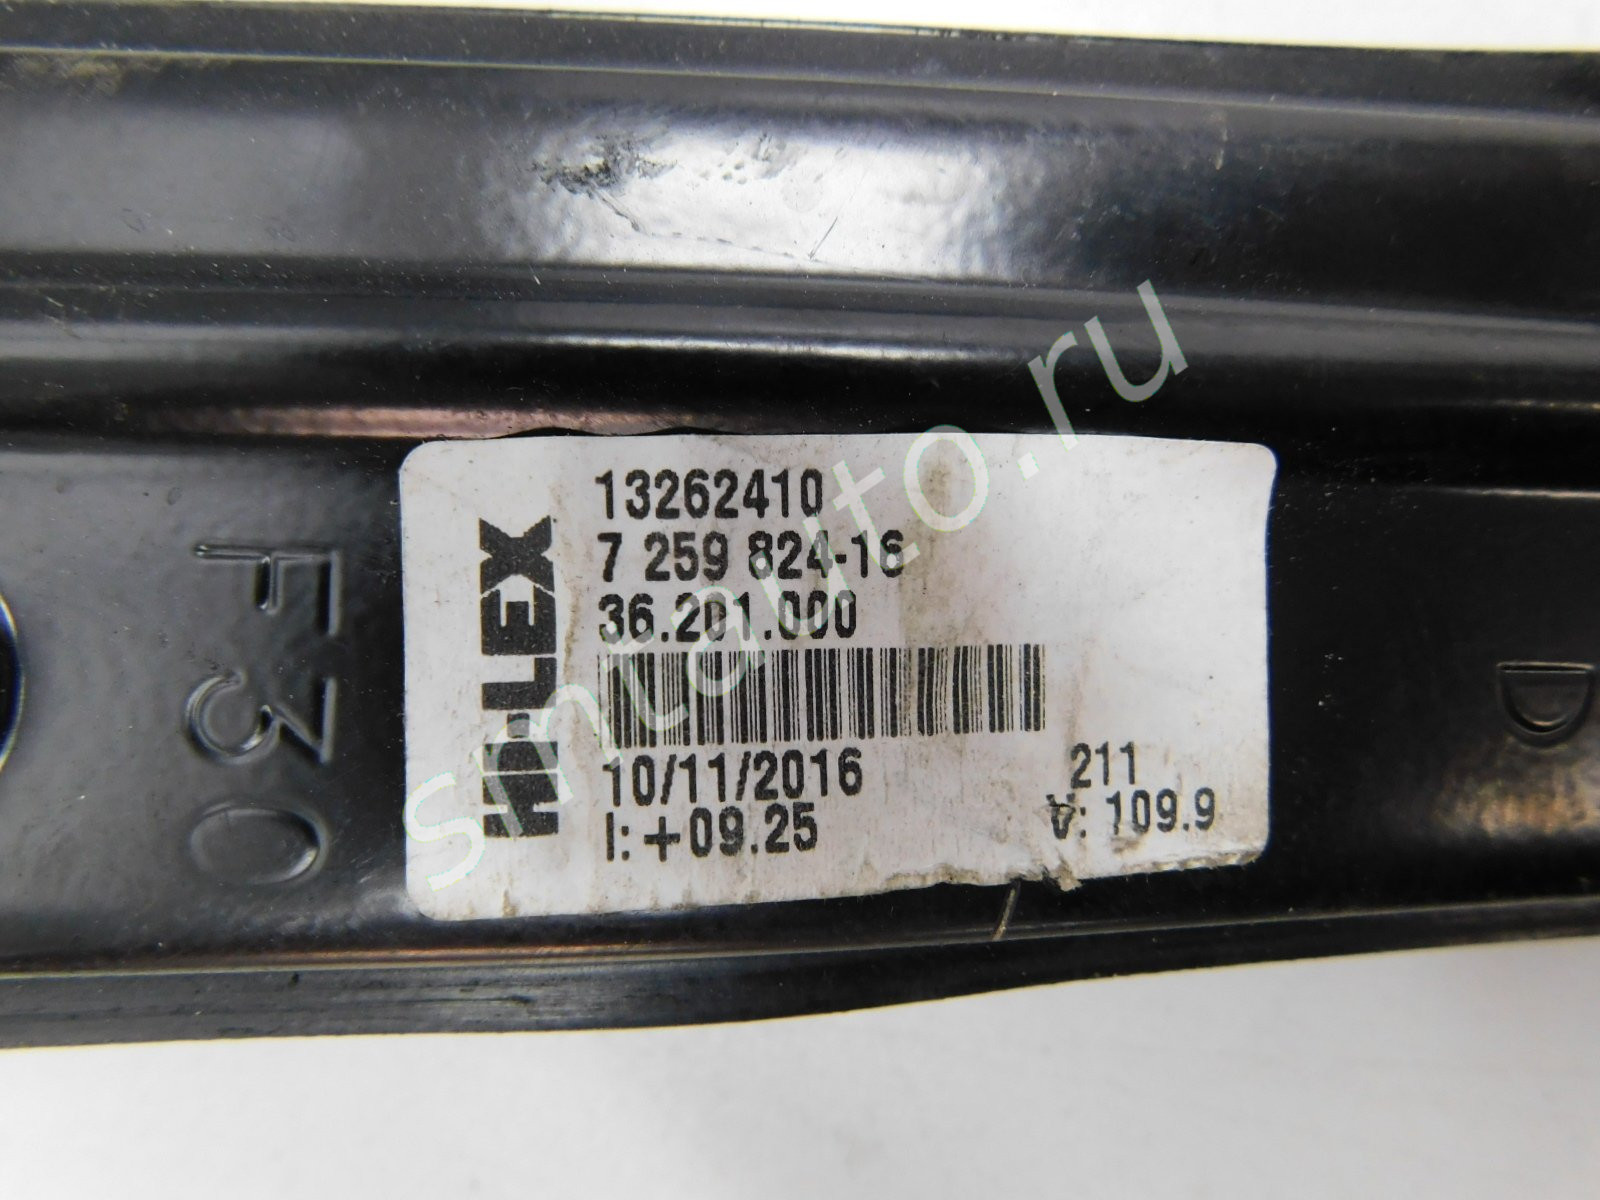 13262410
7 259 824-16
36.201.000
HI-LEX
10/11/2016
211
I: +09.25
A: 109.9
F30
D
smtauto.ru